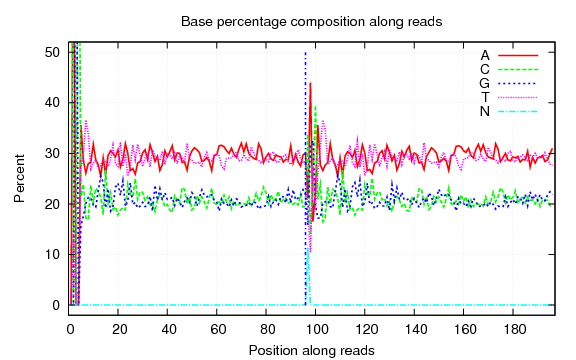 Base percentage composition along reads
50
40
30
20
10
0
Percent
A
C
G
T
N
0 20 40 60 80 100 120 140 160 180
Position along reads